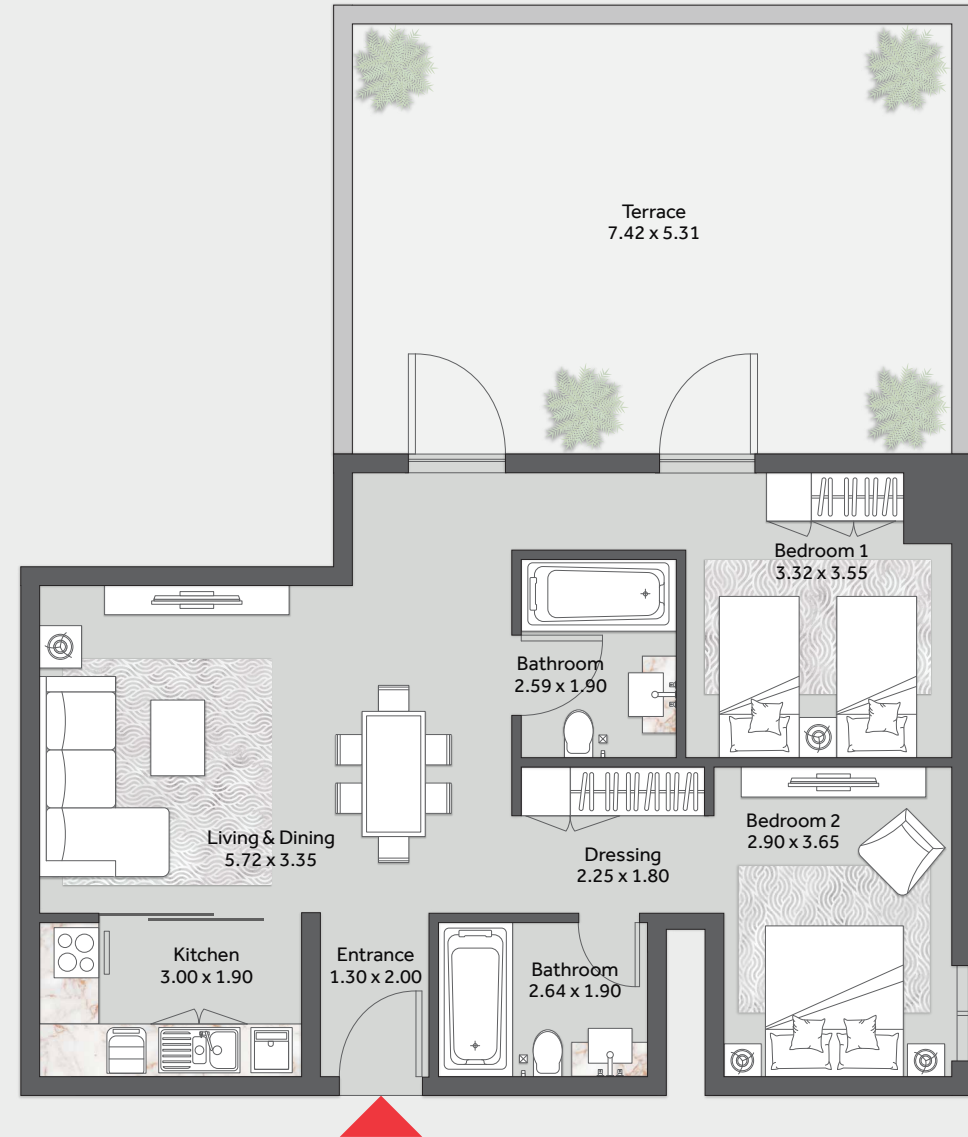 Terrace
7.42 x 5.31
Bedroom 1
3.32 x 3.55
Bathroom
2.59 x 1.90
Living & Dining
5.72 x 3.35
Dressing
2.25 x 1.80
Bedroom 2
2.90 x 3.65
Kitchen
3.00 x 1.90
Entrance
1.30 x 2.00
Bathroom
2.64 x 1.90